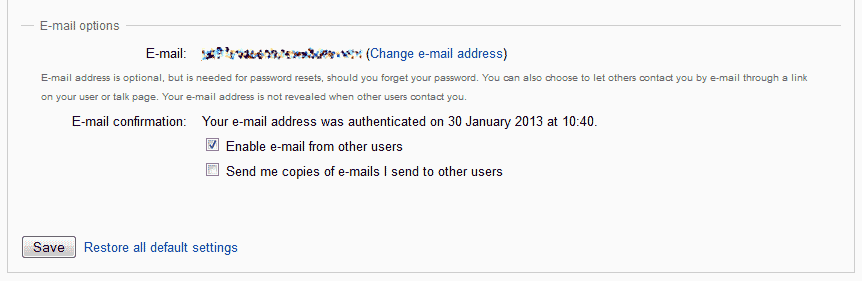 E-mail options
E-mail: (Change e-mail address)
E-mail address is optional, but is needed for password resets, should you forget your password. You can also choose to let others contact you by e-mail through a link
on your user or talk page. Your e-mail address is not revealed when other users contact you.
E-mail confirmation: Your e-mail address was authenticated on 30 January 2013 at 10:40.
Enable e-mail from other users
Send me copies of e-mails I send to other users
Save Restore all default settings